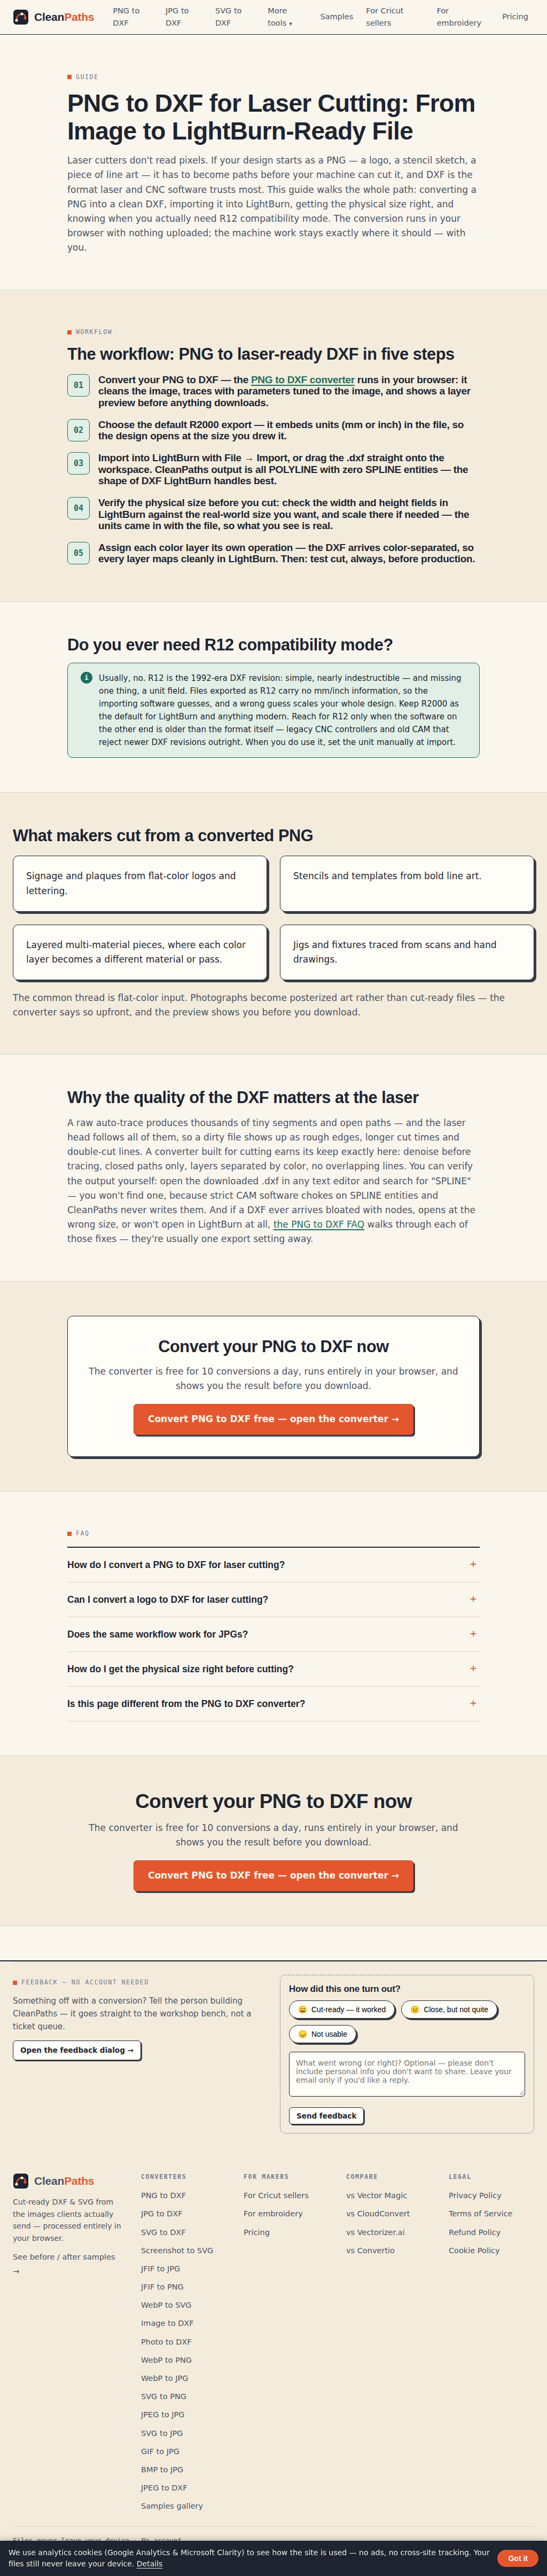 CleanPaths
PNG to
DXF
JPG to
DXF
SVG to
DXF
More
tools ▾
Samples
For Cricut
sellers
For
embroidery
Pricing
GUIDE
PNG to DXF for Laser Cutting: From
Image to LightBurn-Ready File
Laser cutters don't read pixels. If your design starts as a PNG — a logo, a stencil sketch, a
piece of line art — it has to become paths before your machine can cut it, and DXF is the
format laser and CNC software trusts most. This guide walks the whole path: converting a
PNG into a clean DXF, importing it into LightBurn, getting the physical size right, and
knowing when you actually need R12 compatibility mode. The conversion runs in your
browser with nothing uploaded; the machine work stays exactly where it should — with
you.
WORKFLOW
The workflow: PNG to laser-ready DXF in five steps
01
Convert your PNG to DXF — the PNG to DXF converter runs in your browser: it
cleans the image, traces with parameters tuned to the image, and shows a layer
preview before anything downloads.
02
Choose the default R2000 export — it embeds units (mm or inch) in the file, so
the design opens at the size you drew it.
03
Import into LightBurn with File → Import, or drag the .dxf straight onto the
workspace. CleanPaths output is all POLYLINE with zero SPLINE entities — the
shape of DXF LightBurn handles best.
04
Verify the physical size before you cut: check the width and height fields in
LightBurn against the real-world size you want, and scale there if needed — the
units came in with the file, so what you see is real.
05
Assign each color layer its own operation — the DXF arrives color-separated, so
every layer maps cleanly in LightBurn. Then: test cut, always, before production.
Do you ever need R12 compatibility mode?
i
Usually, no. R12 is the 1992-era DXF revision: simple, nearly indestructible — and missing
one thing, a unit field. Files exported as R12 carry no mm/inch information, so the
importing software guesses, and a wrong guess scales your whole design. Keep R2000 as
the default for LightBurn and anything modern. Reach for R12 only when the software on
the other end is older than the format itself — legacy CNC controllers and old CAM that
reject newer DXF revisions outright. When you do use it, set the unit manually at import.
What makers cut from a converted PNG
Signage and plaques from flat-color logos and
lettering.
Stencils and templates from bold line art.
Layered multi-material pieces, where each color
layer becomes a different material or pass.
Jigs and fixtures traced from scans and hand
drawings.
The common thread is flat-color input. Photographs become posterized art rather than cut-ready files — the
converter says so upfront, and the preview shows you before you download.
Why the quality of the DXF matters at the laser
A raw auto-trace produces thousands of tiny segments and open paths — and the laser
head follows all of them, so a dirty file shows up as rough edges, longer cut times and
double-cut lines. A converter built for cutting earns its keep exactly here: denoise before
tracing, closed paths only, layers separated by color, no overlapping lines. You can verify
the output yourself: open the downloaded .dxf in any text editor and search for "SPLINE"
— you won't find one, because strict CAM software chokes on SPLINE entities and
CleanPaths never writes them. And if a DXF ever arrives bloated with nodes, opens at the
wrong size, or won't open in LightBurn at all, the PNG to DXF FAQ walks through each of
those fixes — they're usually one export setting away.
Convert your PNG to DXF now
The converter is free for 10 conversions a day, runs entirely in your browser, and
shows you the result before you download.
Convert PNG to DXF free — open the converter →
FAQ
How do I convert a PNG to DXF for laser cutting? +
Can I convert a logo to DXF for laser cutting? +
Does the same workflow work for JPGs? +
How do I get the physical size right before cutting? +
Is this page different from the PNG to DXF converter? +
Convert your PNG to DXF now
The converter is free for 10 conversions a day, runs entirely in your browser, and
shows you the result before you download.
Convert PNG to DXF free — open the converter →
FEEDBACK — NO ACCOUNT NEEDED
Something off with a conversion? Tell the person building
CleanPaths — it goes straight to the workshop bench, not a
ticket queue.
Open the feedback dialog →
How did this one turn out?
Cut-ready — it worked
Close, but not quite
Not usable
What went wrong (or right)? Optional — please don't
include personal info you don't want to share. Leave your
email only if you'd like a reply.
Send feedback
CleanPaths
Cut-ready DXF & SVG from
the images clients actually
send — processed entirely in
your browser.
See before / after samples
→
CONVERTERS
PNG to DXF
JPG to DXF
SVG to DXF
Screenshot to SVG
JFIF to JPG
JFIF to PNG
WebP to SVG
Image to DXF
Photo to DXF
WebP to PNG
WebP to JPG
SVG to PNG
JPEG to JPG
SVG to JPG
GIF to JPG
BMP to JPG
JPEG to DXF
Samples gallery
FOR MAKERS
For Cricut sellers
For embroidery
Pricing
COMPARE
vs Vector Magic
vs CloudConvert
vs Vectorizer.ai
vs Convertio
LEGAL
Privacy Policy
Terms of Service
Refund Policy
Cookie Policy
We use analytics cookies (Google Analytics & Microsoft Clarity) to see how the site is used — no ads, no cross-site tracking. Your
files still never leave your device. Details
Got it